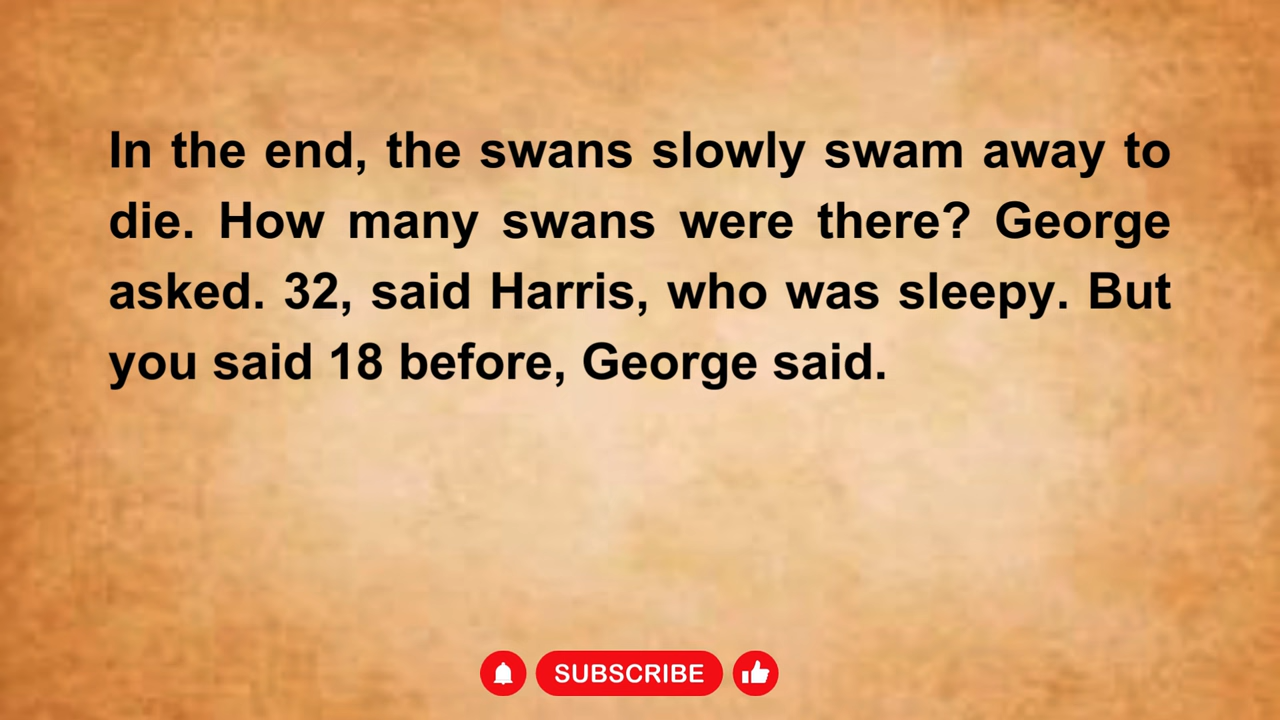 In the end, the swans slowly swam away to
die. How many swans were there? George
asked. 32, said Harris, who was sleepy. But
you said 18 before, George said.
SUBSCRIBE